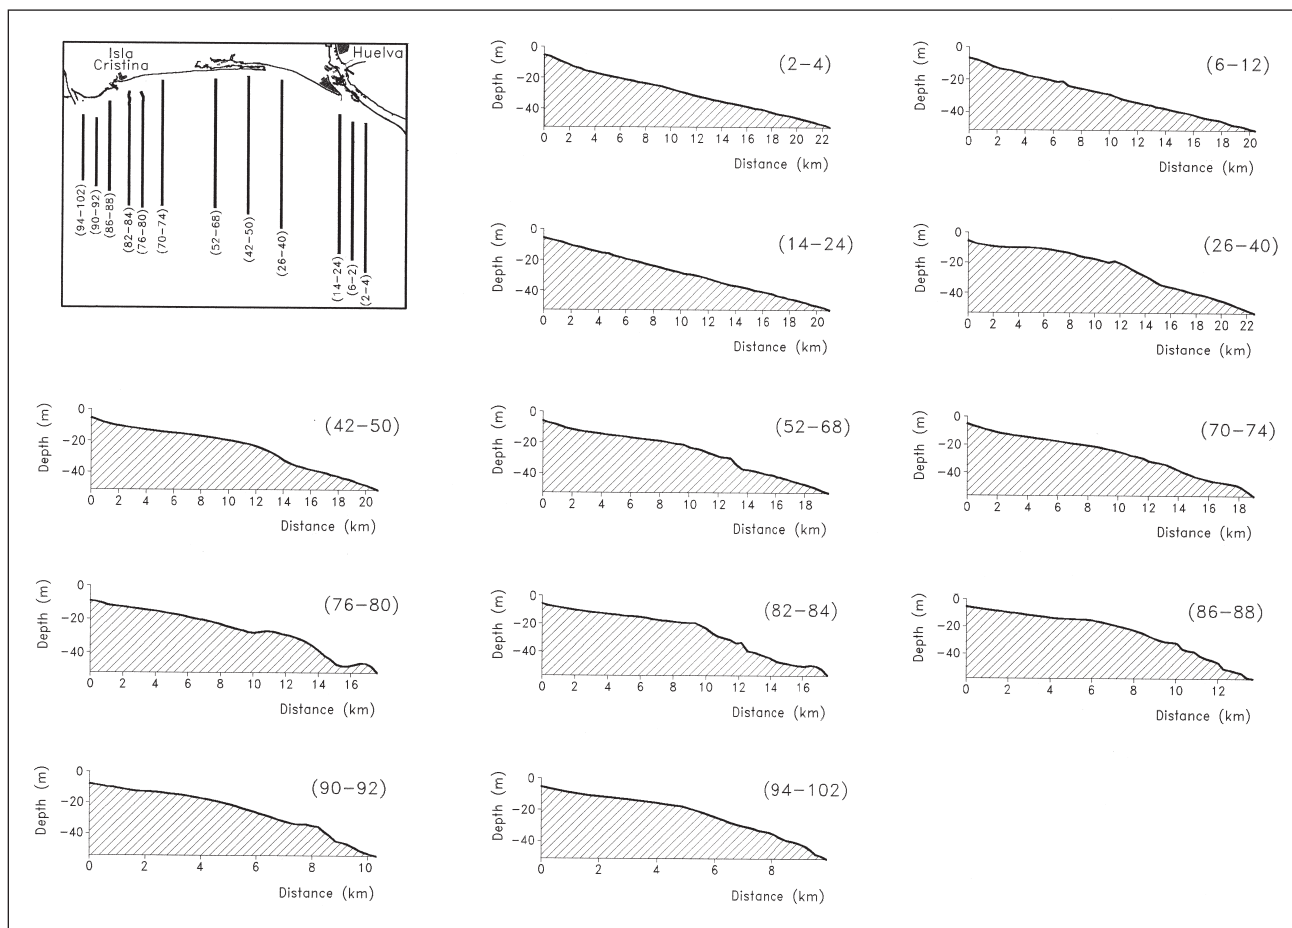 Isla
Cristina
Huelva
(94-102)
(90-92)
(86-88)
(82-84)
(76-80)
(70-74)
(52-68)
(42-50)
(26-40)
(14-24)
(6-2)
(2-4)
(2-4)
Depth (m)
0
-20
-40
0 2 4 6 8 10 12 14 16 18 20 22
Distance (km)
(6-12)
Depth (m)
0
-20
-40
0 2 4 6 8 10 12 14 16 18 20
Distance (km)
(14-24)
Depth (m)
0
-20
-40
0 2 4 6 8 10 12 14 16 18 20
Distance (km)
(26-40)
Depth (m)
0
-20
-40
0 2 4 6 8 10 12 14 16 18 20 22
Distance (km)
(42-50)
Depth (m)
0
-20
-40
0 2 4 6 8 10 12 14 16 18 20
Distance (km)
(52-68)
Depth (m)
0
-20
-40
0 2 4 6 8 10 12 14 16 18
Distance (km)
(70-74)
Depth (m)
0
-20
-40
0 2 4 6 8 10 12 14 16 18
Distance (km)
(76-80)
Depth (m)
0
-20
-40
0 2 4 6 8 10 12 14 16
Distance (km)
(82-84)
Depth (m)
0
-20
-40
0 2 4 6 8 10 12 14 16
Distance (km)
(86-88)
Depth (m)
0
-20
-40
0 2 4 6 8 10 12
Distance (km)
(90-92)
Depth (m)
0
-20
-40
0 2 4 6 8 10
Distance (km)
(94-102)
Depth (m)
0
-20
-40
0 2 4 6 8
Distance (km)